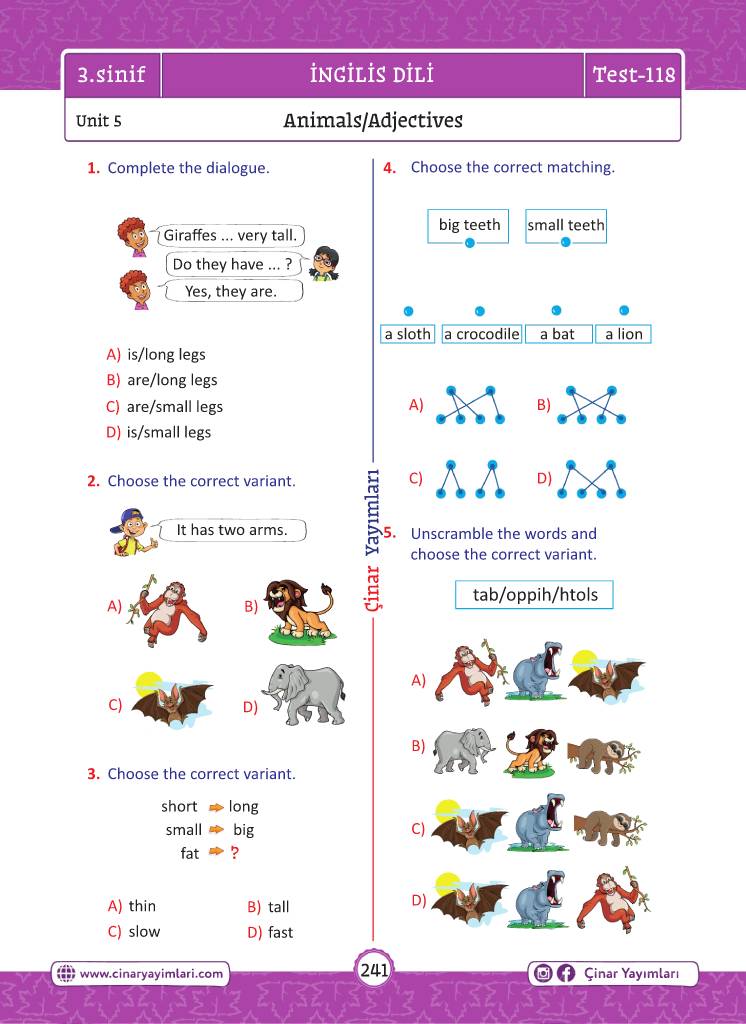 3.sinif
İNGİLİS DİLİ
Test-118
Unit 5
Animals/Adjectives
1. Complete the dialogue.
Giraffes ... very tall.
Do they have ... ?
Yes, they are.
A) is/long legs
B) are/long legs
C) are/small legs
D) is/small legs
2. Choose the correct variant.
It has two arms.
A)
B)
C)
D)
3. Choose the correct variant.
short long
small big
fat ?
A) thin
B) tall
C) slow
D) fast
Çinar Yayımları
4. Choose the correct matching.
big teeth
small teeth
a sloth
a crocodile
a bat
a lion
A)
B)
C)
D)
5. Unscramble the words and
choose the correct variant.
tab/oppih/htols
A)
B)
C)
D)
www.cinaryayimlari.com
241
Çinar Yayımları